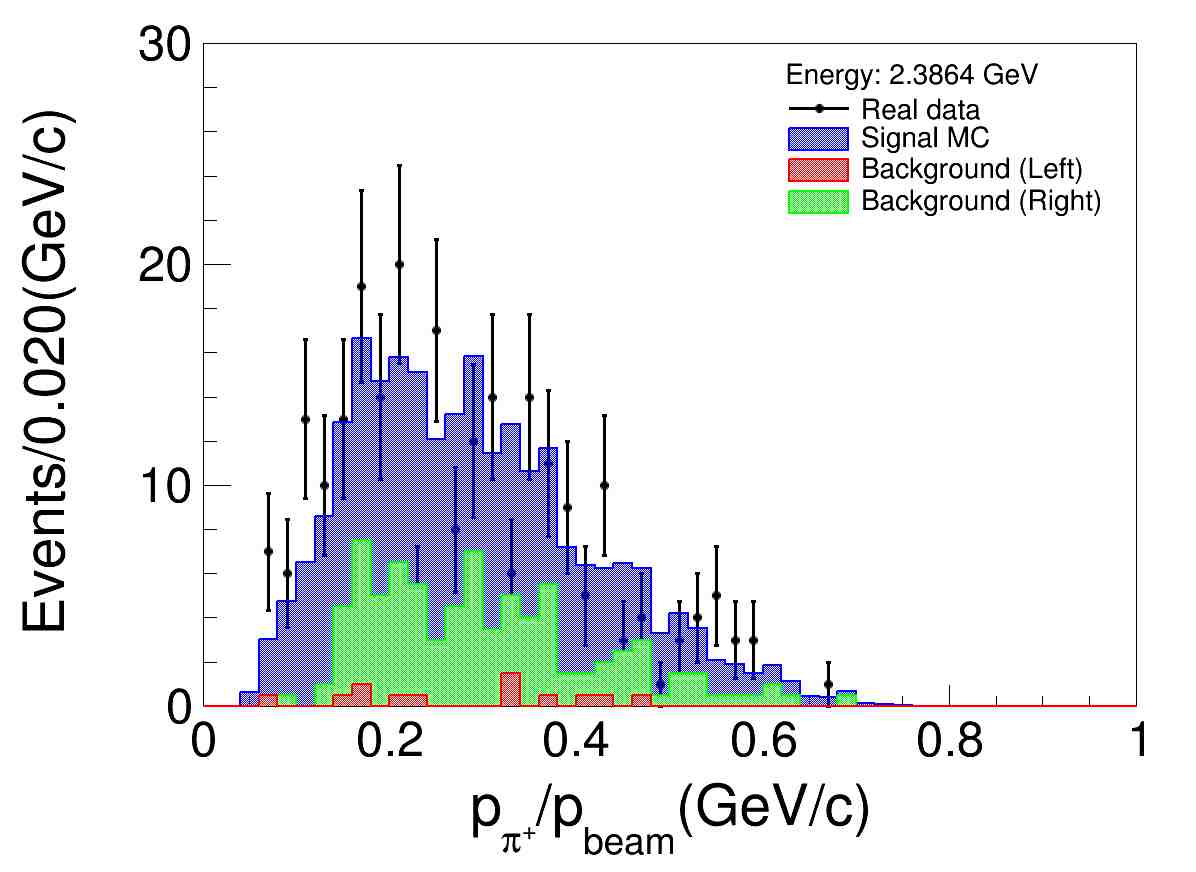 30
20
10
0
Events/0.020(GeV/c)
Energy: 2.3864 GeV
Real data
Signal MC
Background (Left)
Background (Right)
0 0.2 0.4 0.6 0.8 1
pπ+/pbeam(GeV/c)